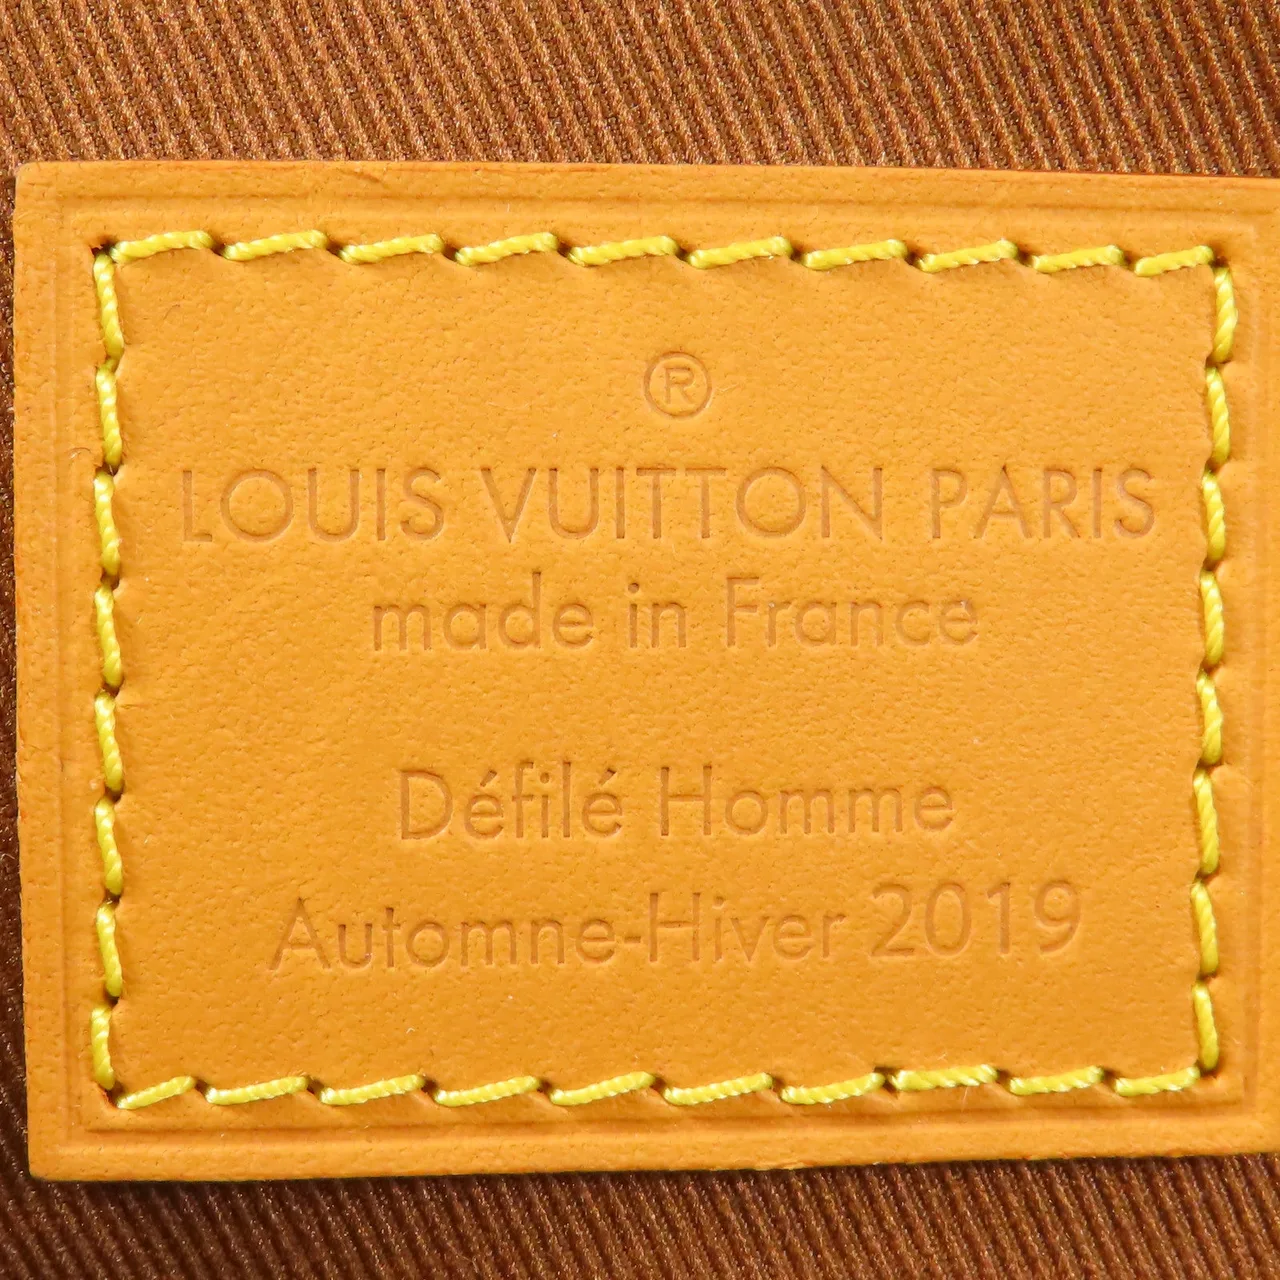 ®
LOUIS VUITTON PARIS
made in France
Défilé Homme
Automne-Hiver 2019